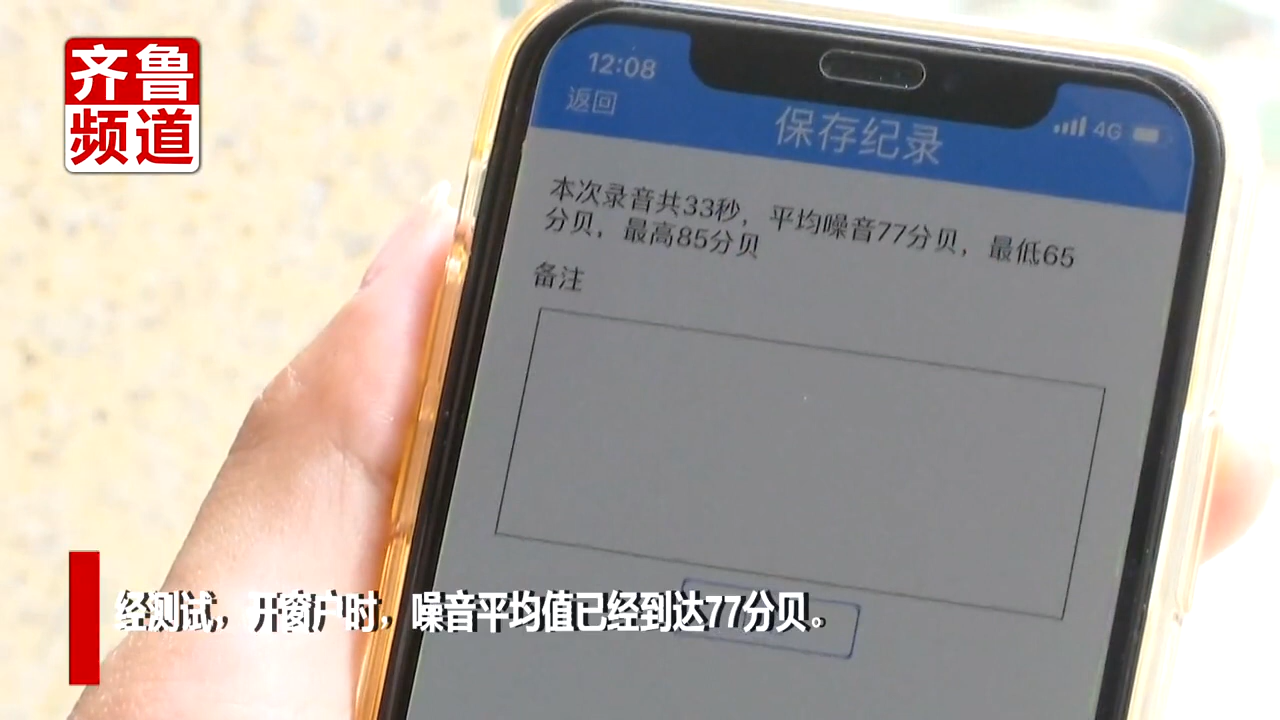 齐鲁
频道
12:08
4G
返回
保存纪录
本次录音共33秒，平均噪音77分贝，最低65
分贝，最高85分贝
备注
经测试，开窗户时，噪音平均值已经到达77分贝。